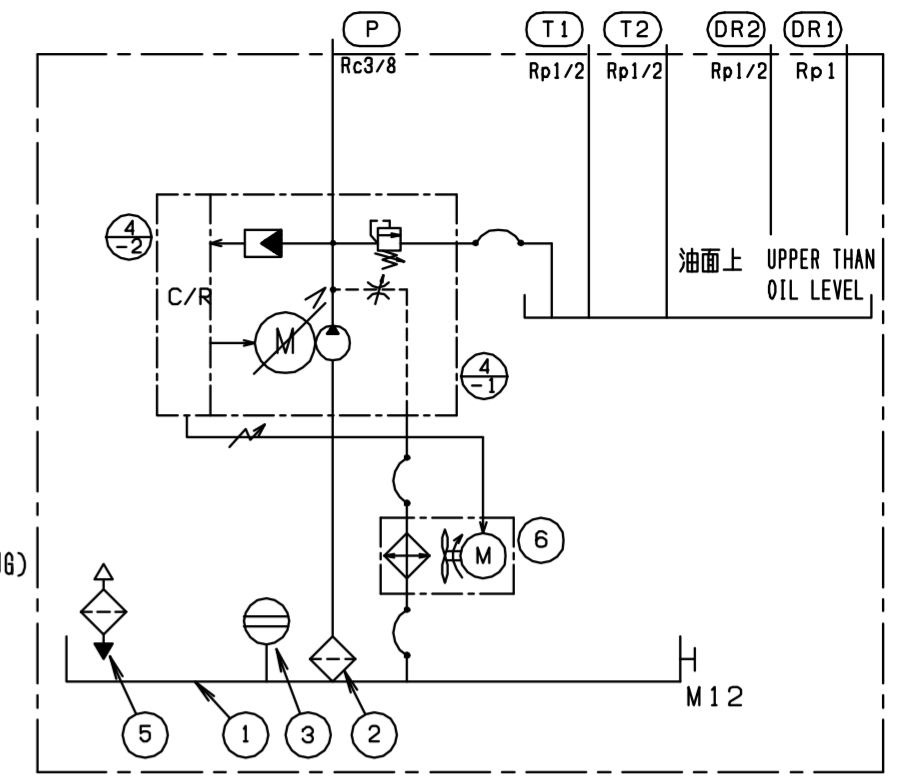 P
T1
T2
DR2
DR1
Rc3/8
Rp1/2
Rp1/2
Rp1/2
Rp1
4
-2
油面上
UPPER THAN
OIL LEVEL
C/R
M
4
-1
6
M
G)
M12
5
1
3
2